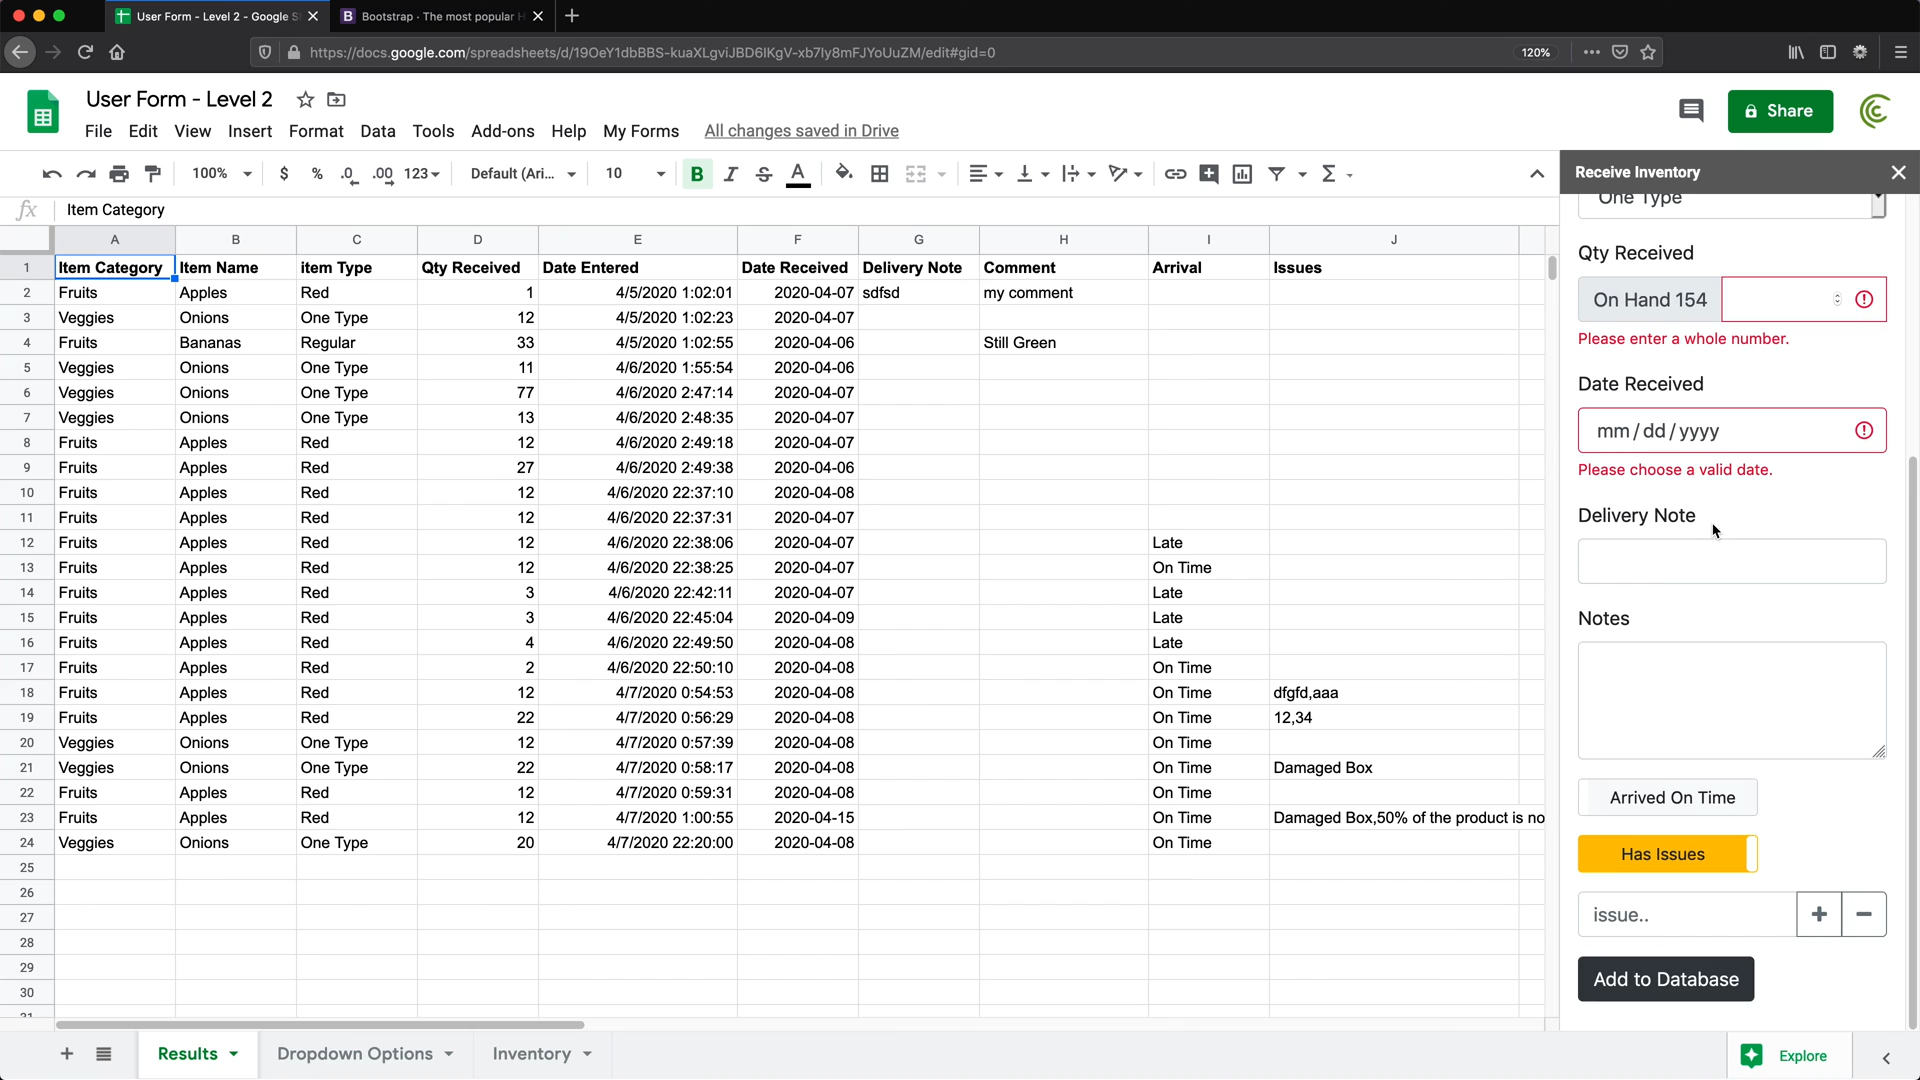 User Form - Level 2 - Google S
Bootstrap · The most popular H
https://docs.google.com/spreadsheets/d/19OeY1dbBBS-kuaXLgviJBD6lKgV-xb7Iy8mFJYoUuZM/edit#gid=0
120%
User Form - Level 2
File Edit View Insert Format Data Tools Add-ons Help My Forms All changes saved in Drive
Share
100% $ % .0 .00 123 Default (Ari... 10 B I S A
Receive Inventory
fx Item Category
A B C D E F G H I J
1 Item Category Item Name item Type Qty Received Date Entered Date Received Delivery Note Comment Arrival Issues
2 Fruits Apples Red 1 4/5/2020 1:02:01 2020-04-07 sdfsd my comment
3 Veggies Onions One Type 12 4/5/2020 1:02:23 2020-04-07
4 Fruits Bananas Regular 33 4/5/2020 1:02:55 2020-04-06 Still Green
5 Veggies Onions One Type 11 4/6/2020 1:55:54 2020-04-06
6 Veggies Onions One Type 77 4/6/2020 2:47:14 2020-04-07
7 Veggies Onions One Type 13 4/6/2020 2:48:35 2020-04-07
8 Fruits Apples Red 12 4/6/2020 2:49:18 2020-04-07
9 Fruits Apples Red 27 4/6/2020 2:49:38 2020-04-06
10 Fruits Apples Red 12 4/6/2020 22:37:10 2020-04-08
11 Fruits Apples Red 12 4/6/2020 22:37:31 2020-04-07
12 Fruits Apples Red 12 4/6/2020 22:38:06 2020-04-07 Late
13 Fruits Apples Red 12 4/6/2020 22:38:25 2020-04-07 On Time
14 Fruits Apples Red 3 4/6/2020 22:42:11 2020-04-07 Late
15 Fruits Apples Red 3 4/6/2020 22:45:04 2020-04-09 Late
16 Fruits Apples Red 4 4/6/2020 22:49:50 2020-04-08 Late
17 Fruits Apples Red 2 4/6/2020 22:50:10 2020-04-08 On Time
18 Fruits Apples Red 12 4/7/2020 0:54:53 2020-04-08 On Time dfgfd,aaa
19 Fruits Apples Red 22 4/7/2020 0:56:29 2020-04-08 On Time 12,34
20 Veggies Onions One Type 12 4/7/2020 0:57:39 2020-04-08 On Time
21 Veggies Onions One Type 22 4/7/2020 0:58:17 2020-04-08 On Time Damaged Box
22 Fruits Apples Red 12 4/7/2020 0:59:31 2020-04-08 On Time
23 Fruits Apples Red 12 4/7/2020 1:00:55 2020-04-15 On Time Damaged Box,50% of the product is no
24 Veggies Onions One Type 20 4/7/2020 22:20:00 2020-04-08 On Time
25
26
27
28
29
30
31
One Type
Qty Received
On Hand 154
Please enter a whole number.
Date Received
mm / dd / yyyy
Please choose a valid date.
Delivery Note
Notes
Arrived On Time
Has Issues
issue.. + −
Add to Database
Results Dropdown Options Inventory
Explore